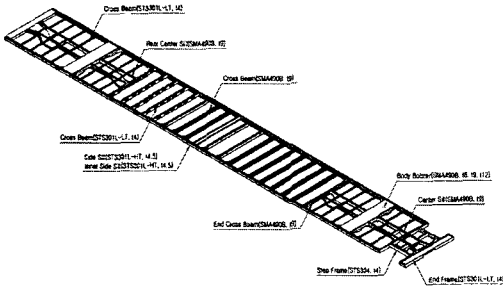 Cross Beam(STS301L-LT, t4)
Rear Center Sill(SMA490B, t9)
Cross Beam(SMA490B, t9)
Cross Beam(STS301L-LT, t4)
Side Sill(STS301L-HT, t4.5)
Inner Side Sill(STS301L-HT, t4.5)
Body Bolster(SMA490B, t6, t9, t12)
Center Sill(SMA490B, t9)
End Cross Beam(SMA490B, t9)
Step Frame(STS304, t4)
End Frame(STS301L-LT, t4)